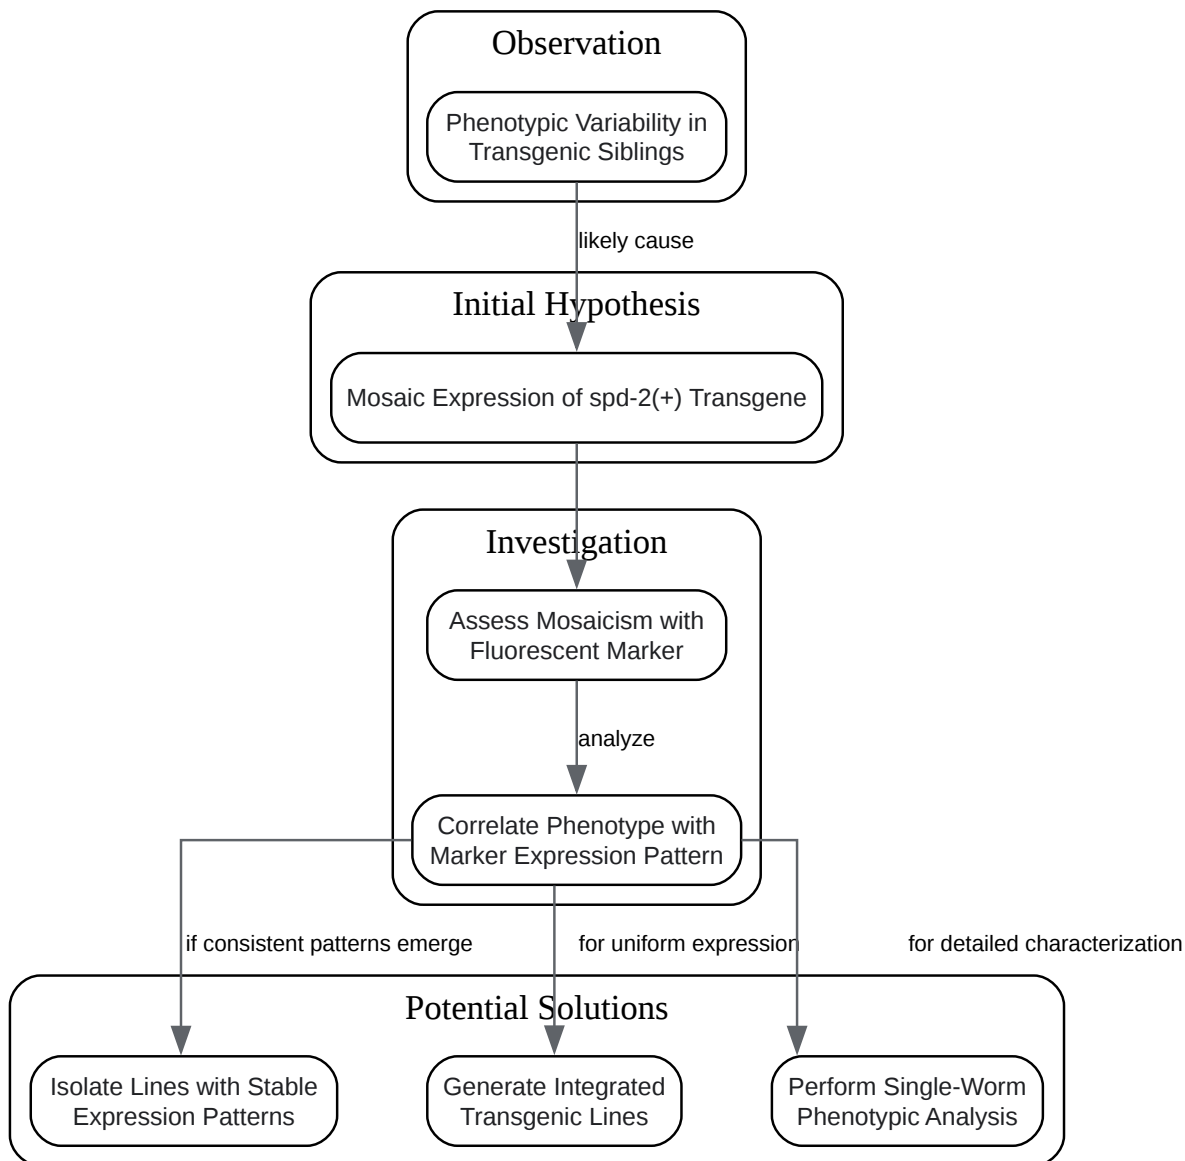 Observation
Phenotypic Variability in
Transgenic Siblings
likely cause
Initial Hypothesis
Mosaic Expression of spd-2(+) Transgene
Investigation
Assess Mosaicism with
Fluorescent Marker
analyze
Correlate Phenotype with
Marker Expression Pattern
if consistent patterns emerge
for uniform expression
for detailed characterization
Potential Solutions
Isolate Lines with Stable
Expression Patterns
Generate Integrated
Transgenic Lines
Perform Single-Worm
Phenotypic Analysis